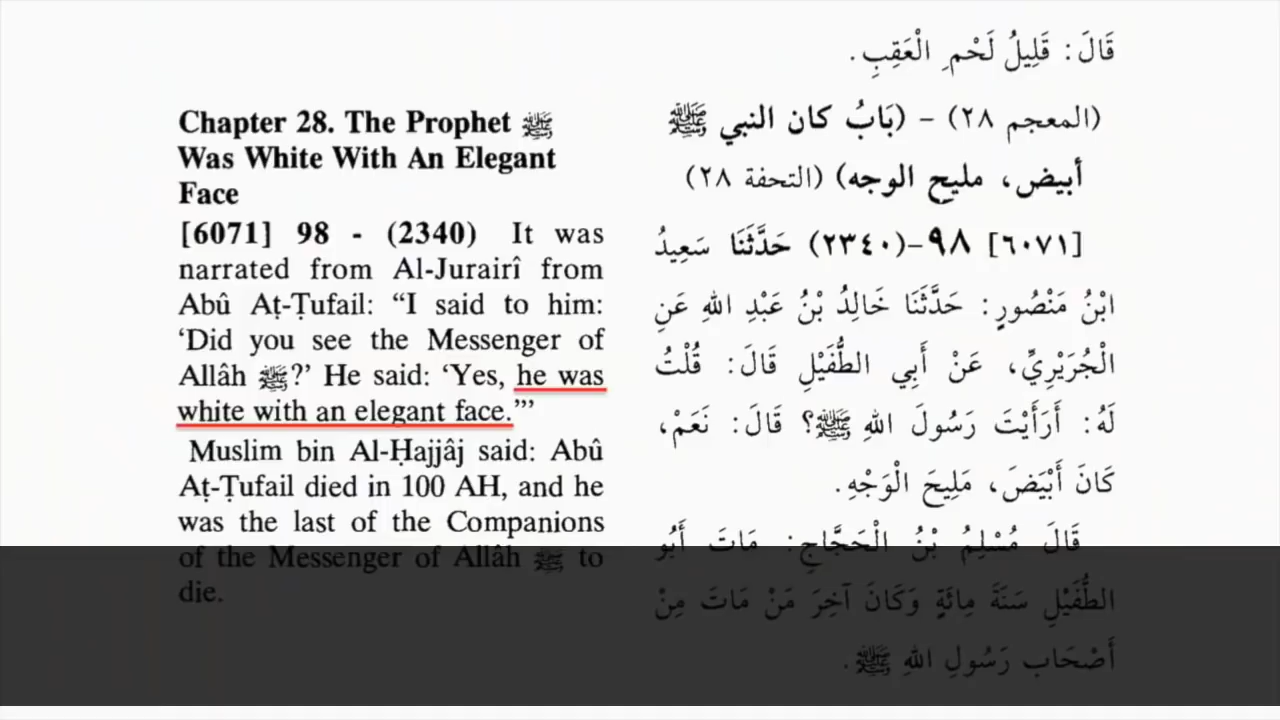 Chapter 28. The Prophet ﷺ
Was White With An Elegant
Face
[6071] 98 - (2340) It was
narrated from Al-Jurairî from
Abû Aṭ-Ṭufail: “I said to him:
‘Did you see the Messenger of
Allâh ﷺ?’ He said: ‘Yes, he was
white with an elegant face.”’
Muslim bin Al-Ḥajjâj said: Abû
Aṭ-Ṭufail died in 100 AH, and he
was the last of the Companions
of the Messenger of Allâh ﷺ to
die.
قَالَ: قَلِيلُ لَحْمِ الْعَقِبِ.
(المعجم ٢٨) - (بَابُ كان النبي ﷺ
أبيض، مليح الوجه) (التحفة ٢٨)
[٦٠٧١] ٩٨-(٢٣٤٠) حَدَّثَنَا سَعِيدُ
ابْنُ مَنْصُورٍ: حَدَّثَنَا خَالِدُ بْنُ عَبْدِ اللهِ عَنِ
الْجُرَيْرِيِّ، عَنْ أَبِي الطُّفَيْلِ قَالَ: قُلْتُ
لَهُ: أَرَأَيْتَ رَسُولَ اللهِ ﷺ؟ قَالَ: نَعَمْ،
كَانَ أَبْيَضَ، مَلِيحَ الْوَجْهِ.
قَالَ مُسْلِمُ بْنُ الْحَجَّاجِ: مَاتَ أَبُو
الطُّفَيْلِ سَنَةَ مِائَةٍ وَكَانَ آخِرَ مَنْ مَاتَ مِنْ
أَصْحَابِ رَسُولِ اللهِ ﷺ.